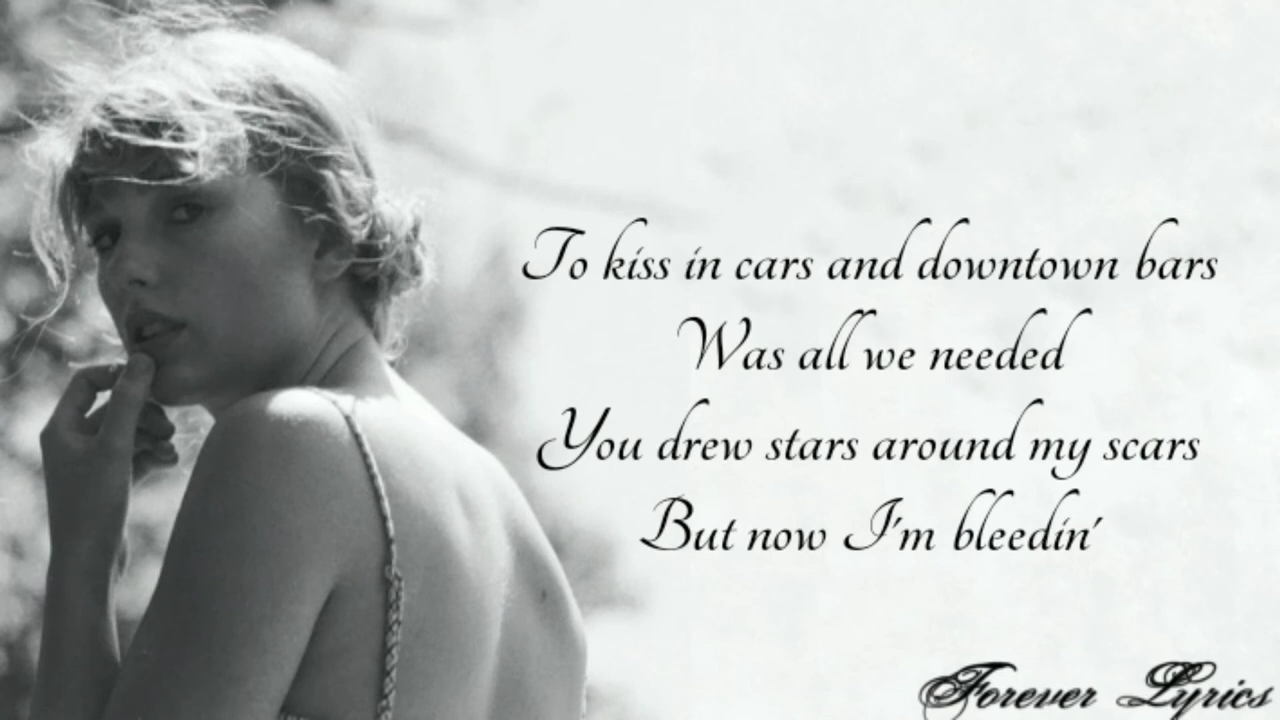 To kiss in cars and downtown bars
Was all we needed
You drew stars around my scars
But now I'm bleedin'
Forever Lyrics